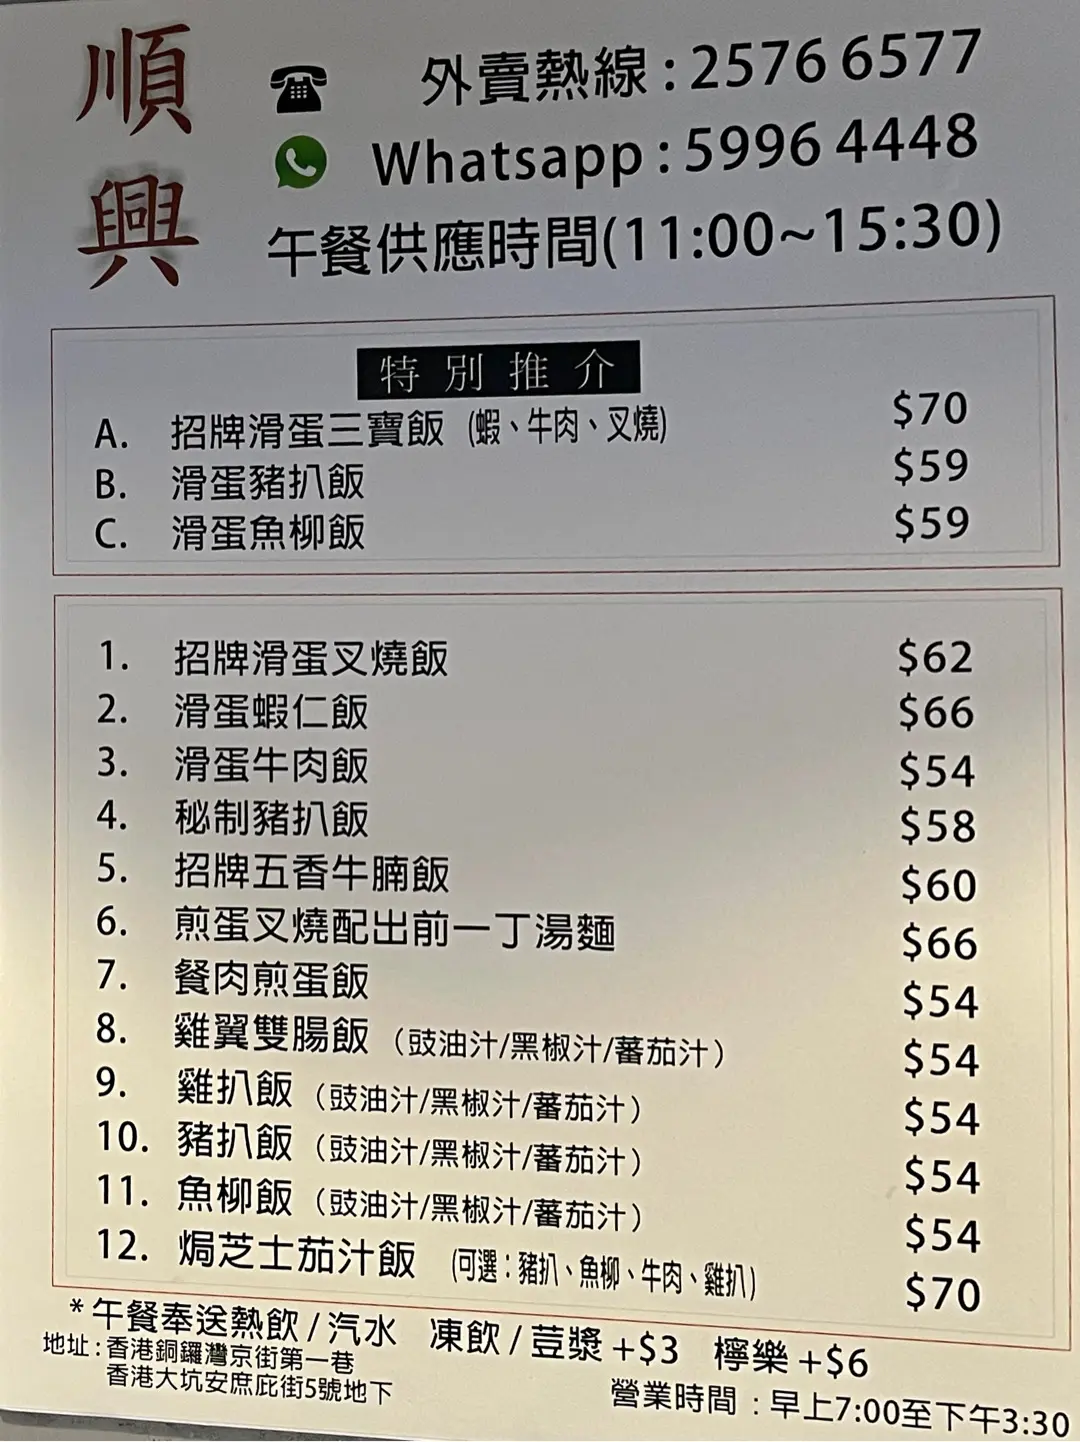 順興
外賣熱線:2576 6577
Whatsapp:5996 4448
午餐供應時間(11:00~15:30)
特別推介
A. 招牌滑蛋三寶飯 (蝦、牛肉、叉燒) $70
B. 滑蛋豬扒飯 $59
C. 滑蛋魚柳飯 $59
1. 招牌滑蛋叉燒飯 $62
2. 滑蛋蝦仁飯 $66
3. 滑蛋牛肉飯 $54
4. 秘制豬扒飯 $58
5. 招牌五香牛腩飯 $60
6. 煎蛋叉燒配出前一丁湯麵 $66
7. 餐肉煎蛋飯 $54
8. 雞翼雙腸飯（豉油汁/黑椒汁/蕃茄汁） $54
9. 雞扒飯（豉油汁/黑椒汁/蕃茄汁） $54
10. 豬扒飯（豉油汁/黑椒汁/蕃茄汁） $54
11. 魚柳飯（豉油汁/黑椒汁/蕃茄汁） $54
12. 焗芝士茄汁飯 (可選:豬扒、魚柳、牛肉、雞扒) $70
*午餐奉送熱飲/汽水 凍飲/荳漿+$3 檸樂+$6
地址:香港銅鑼灣京街第一巷
香港大坑安庶庇街5號地下
營業時間:早上7:00至下午3:30